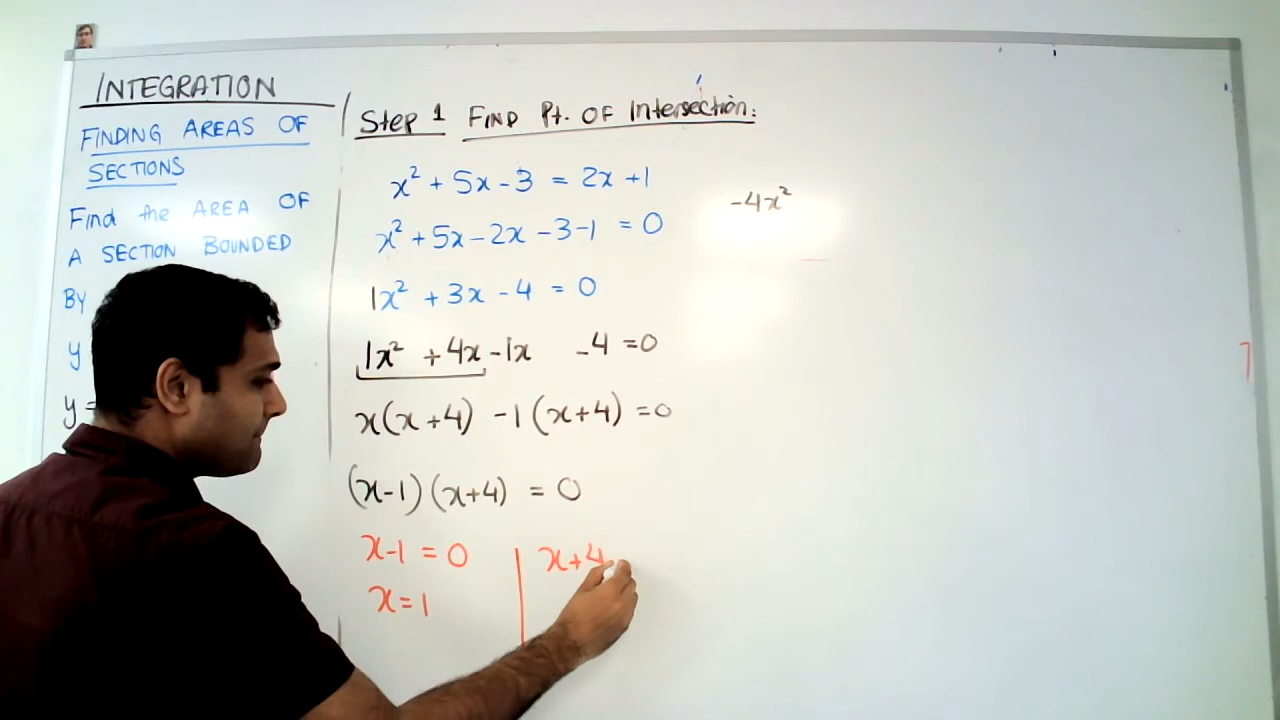 INTEGRATION
FINDING AREAS OF
SECTIONS
Find the AREA OF
A SECTION BOUNDED
By
y
y =
Step 1 FIND Pt. OF Intersection:
x² + 5x - 3 = 2x + 1
x² + 5x - 2x - 3 - 1 = 0
1x² + 3x - 4 = 0
1x² + 4x - 1x - 4 = 0
x(x + 4) - 1(x + 4) = 0
(x - 1)(x + 4) = 0
x - 1 = 0
x = 1
x + 4
- 4x²
7